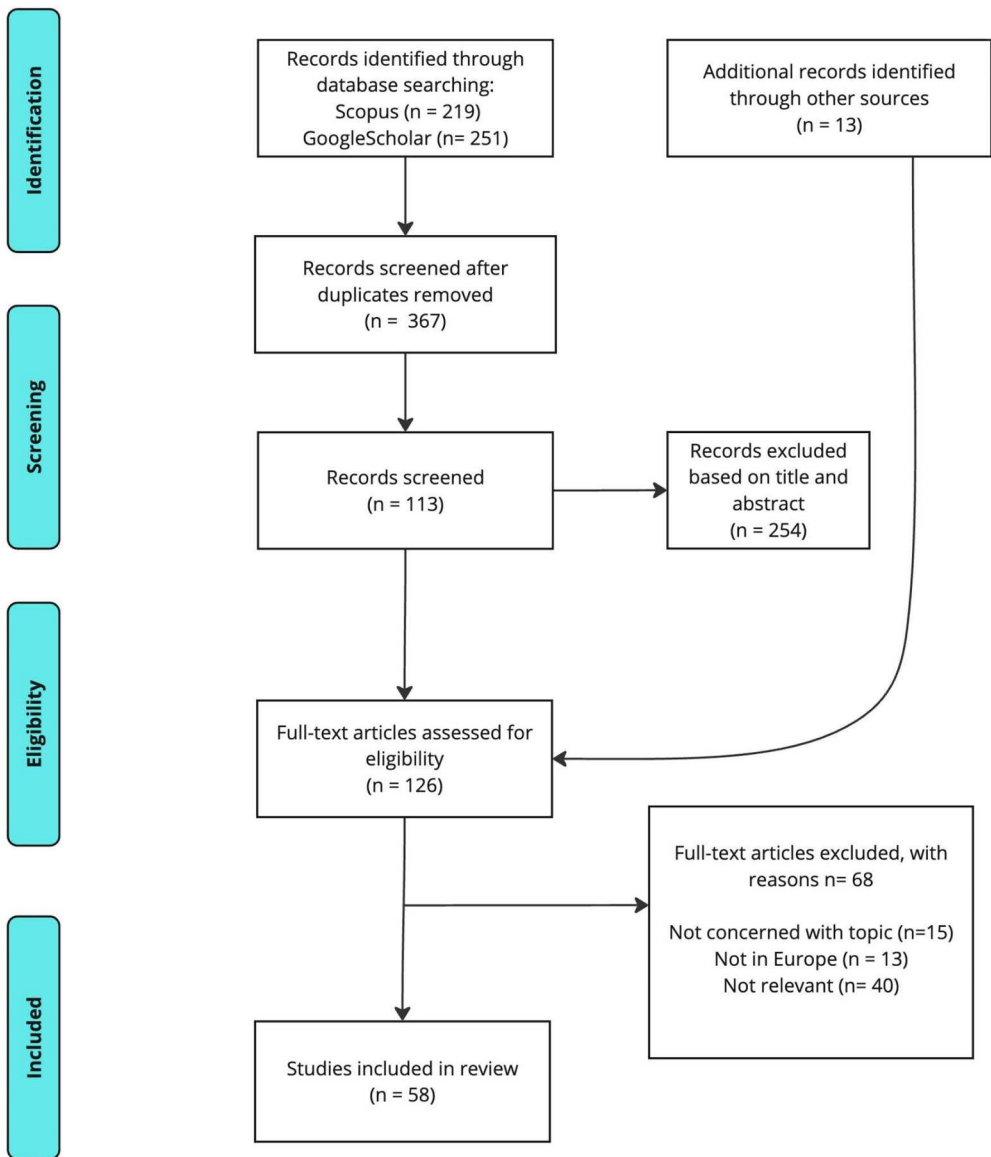 Identification
Records identified through
database searching:
Scopus (n = 219)
GoogleScholar (n= 251)
Additional records identified
through other sources
(n = 13)
Records screened after
duplicates removed
(n = 367)
Screening
Records screened
(n = 113)
Records excluded
based on title and
abstract
(n = 254)
Eligibility
Full-text articles assessed for
eligibility
(n = 126)
Full-text articles excluded, with
reasons n= 68
Not concerned with topic (n=15)
Not in Europe (n = 13)
Not relevant (n= 40)
Included
Studies included in review
(n = 58)